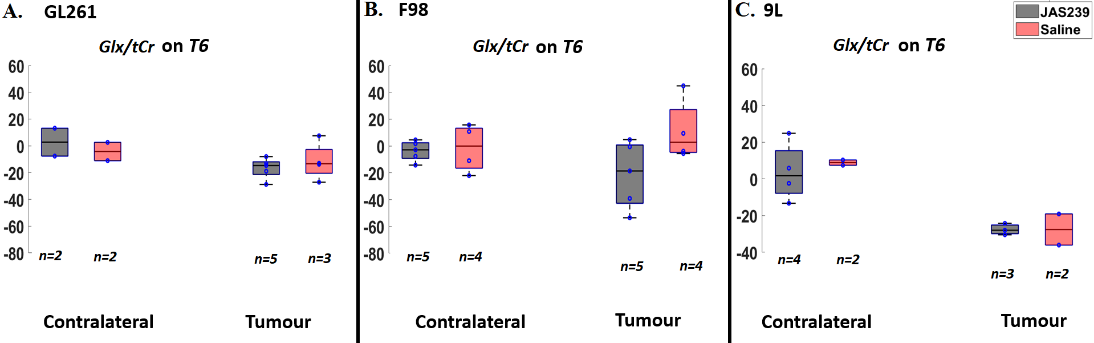 A. GL261
Glx/tCr on T6
60
40
20
0
-20
-40
-60
-80
n=2 n=2 n=5 n=3
Contralateral Tumour
B. F98
Glx/tCr on T6
60
40
20
0
-20
-40
-60
-80
n=5 n=4 n=5 n=4
Contralateral Tumour
C. 9L
JAS239
Saline
Glx/tCr on T6
60
40
20
0
-20
-40
n=4 n=2 n=3 n=2
Contralateral Tumour